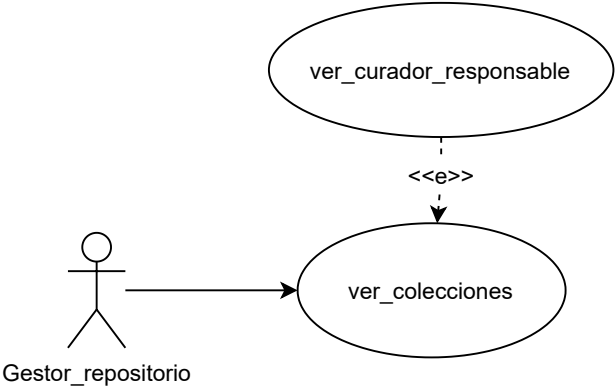 ver_curador_responsable
<<e>>
ver_colecciones
Gestor_repositorio